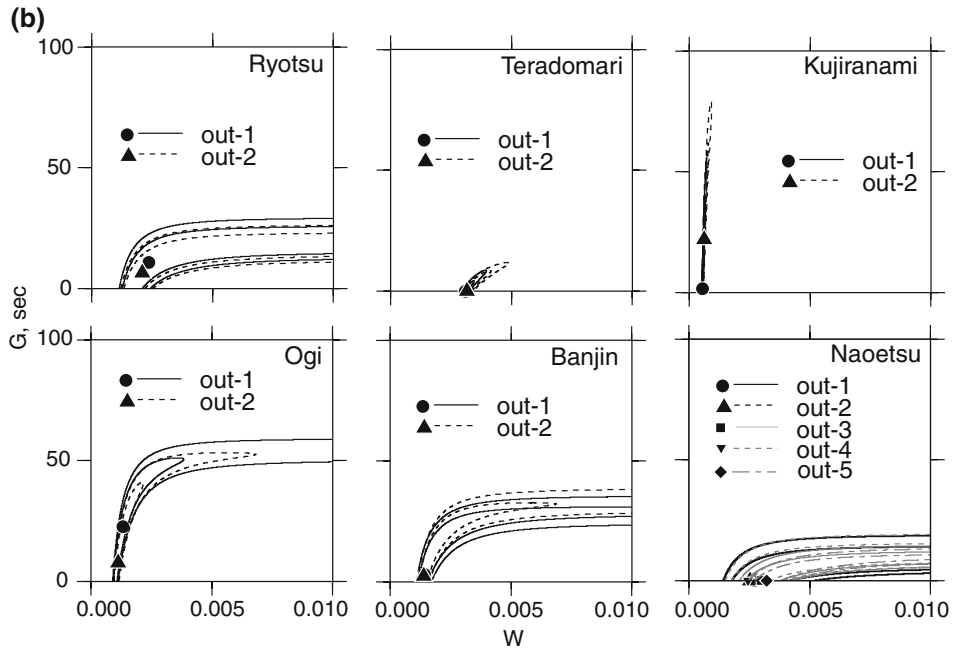 (b)
100
50
0
G, sec
Ryotsu
out-1
out-2
Teradomari
out-1
out-2
Kujiranami
out-1
out-2
100
50
0
Ogi
out-1
out-2
Banjin
out-1
out-2
Naoetsu
out-1
out-2
out-3
out-4
out-5
0.000 0.005 0.010
0.000 0.005 0.010
0.000 0.005 0.010
W